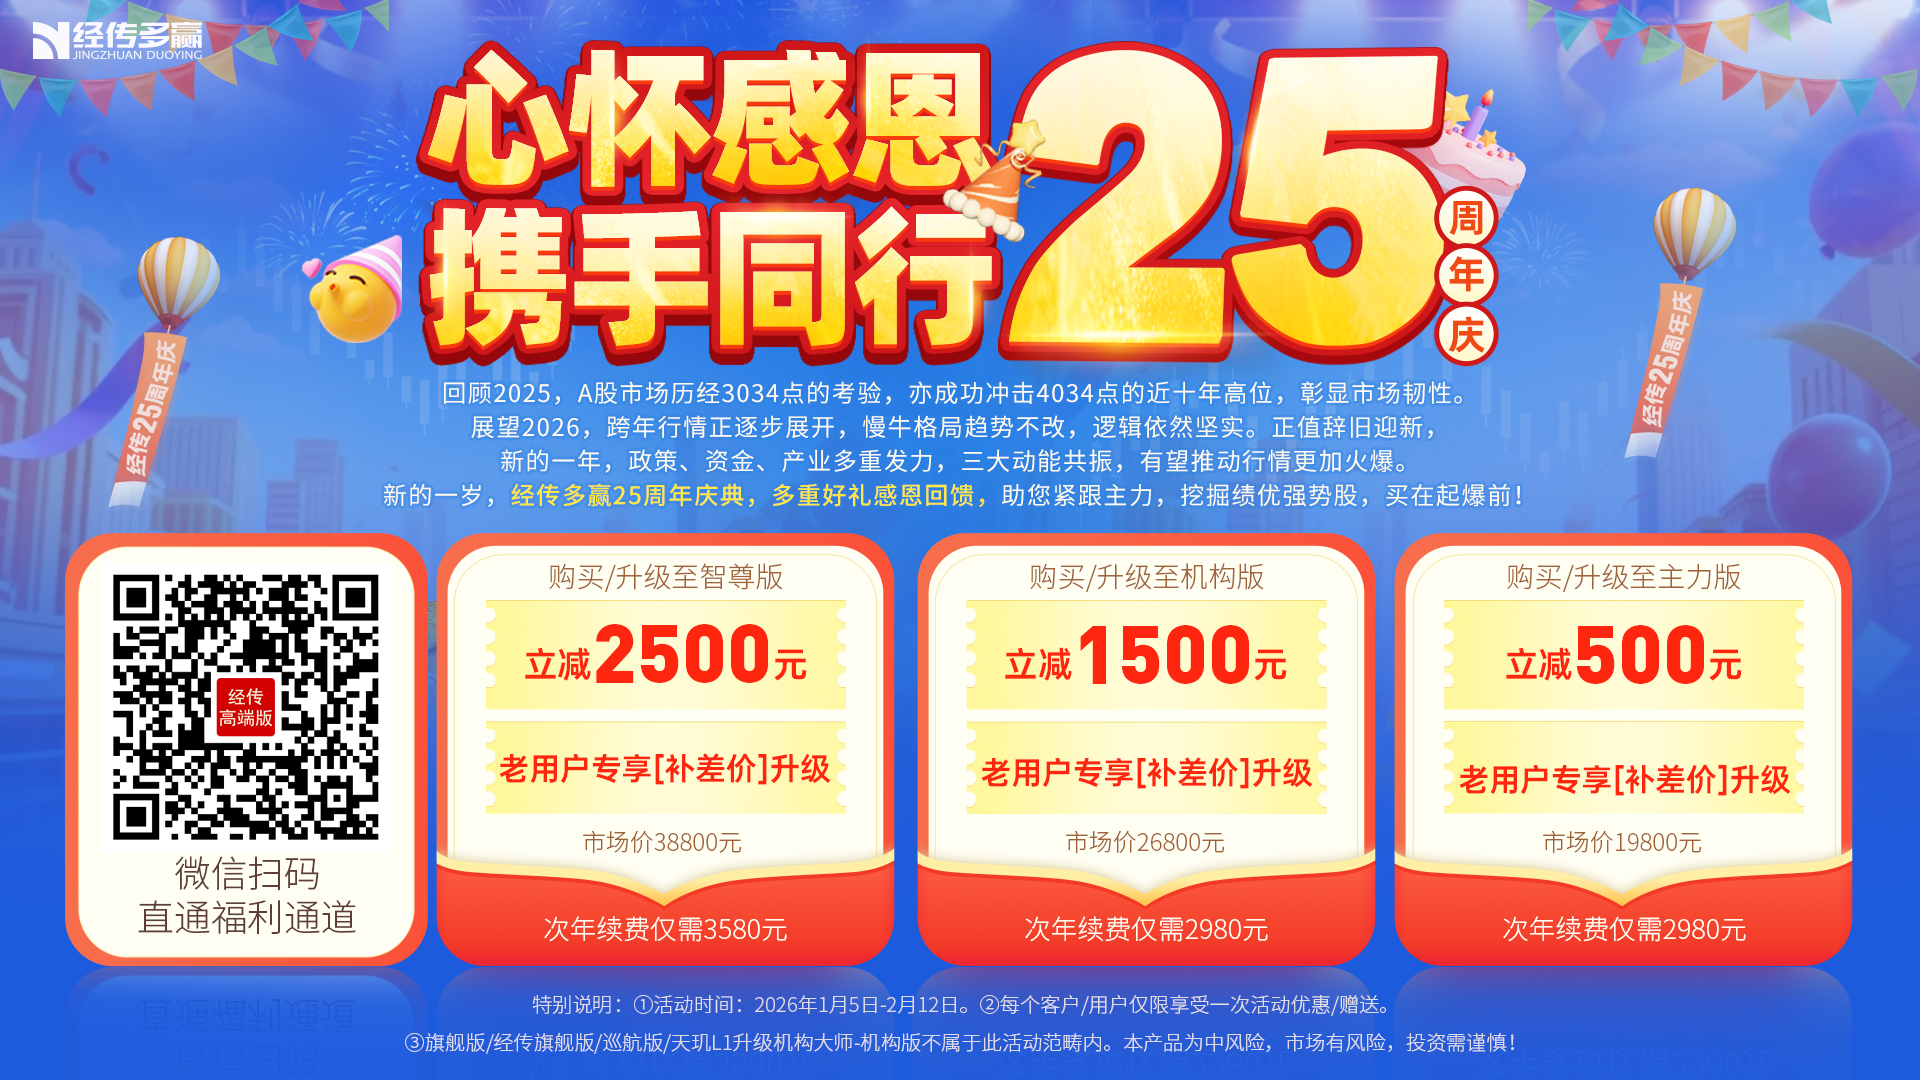 经传多赢
JINGZHUAN DUOYING
心怀感恩
携手同行
25
周年庆
经传25周年庆
经传25周年庆
回顾2025，A股市场历经3034点的考验，亦成功冲击4034点的近十年高位，彰显市场韧性。
展望2026，跨年行情正逐步展开，慢牛格局趋势不改，逻辑依然坚实。正值辞旧迎新，
新的一年，政策、资金、产业多重发力，三大动能共振，有望推动行情更加火爆。
新的一岁，经传多赢25周年庆典，多重好礼感恩回馈，助您紧跟主力，挖掘绩优强势股，买在起爆前！
经传
高端版
微信扫码
直通福利通道
购买/升级至智尊版
立减2500元
老用户专享[补差价]升级
市场价38800元
次年续费仅需3580元
购买/升级至机构版
立减1500元
老用户专享[补差价]升级
市场价26800元
次年续费仅需2980元
购买/升级至主力版
立减500元
老用户专享[补差价]升级
市场价19800元
次年续费仅需2980元
特别说明：①活动时间：2026年1月5日-2月12日。②每个客户/用户仅限享受一次活动优惠/赠送。
③旗舰版/经传旗舰版/巡航版/天玑L1升级机构大师-机构版不属于此活动范畴内。本产品为中风险，市场有风险，投资需谨慎！